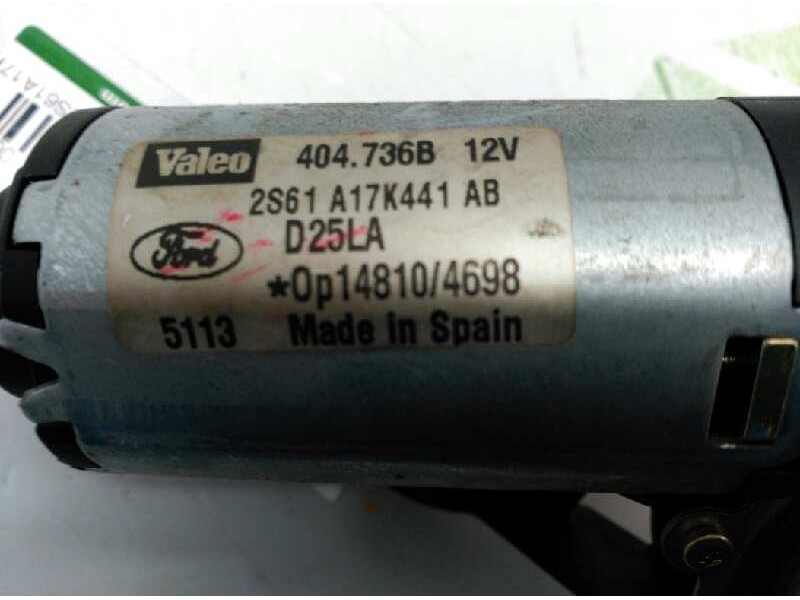 Valeo 404.736B 12V
2S61 A17K441 AB
Ford D25LA
*Op14810/4698
5113 Made in Spain